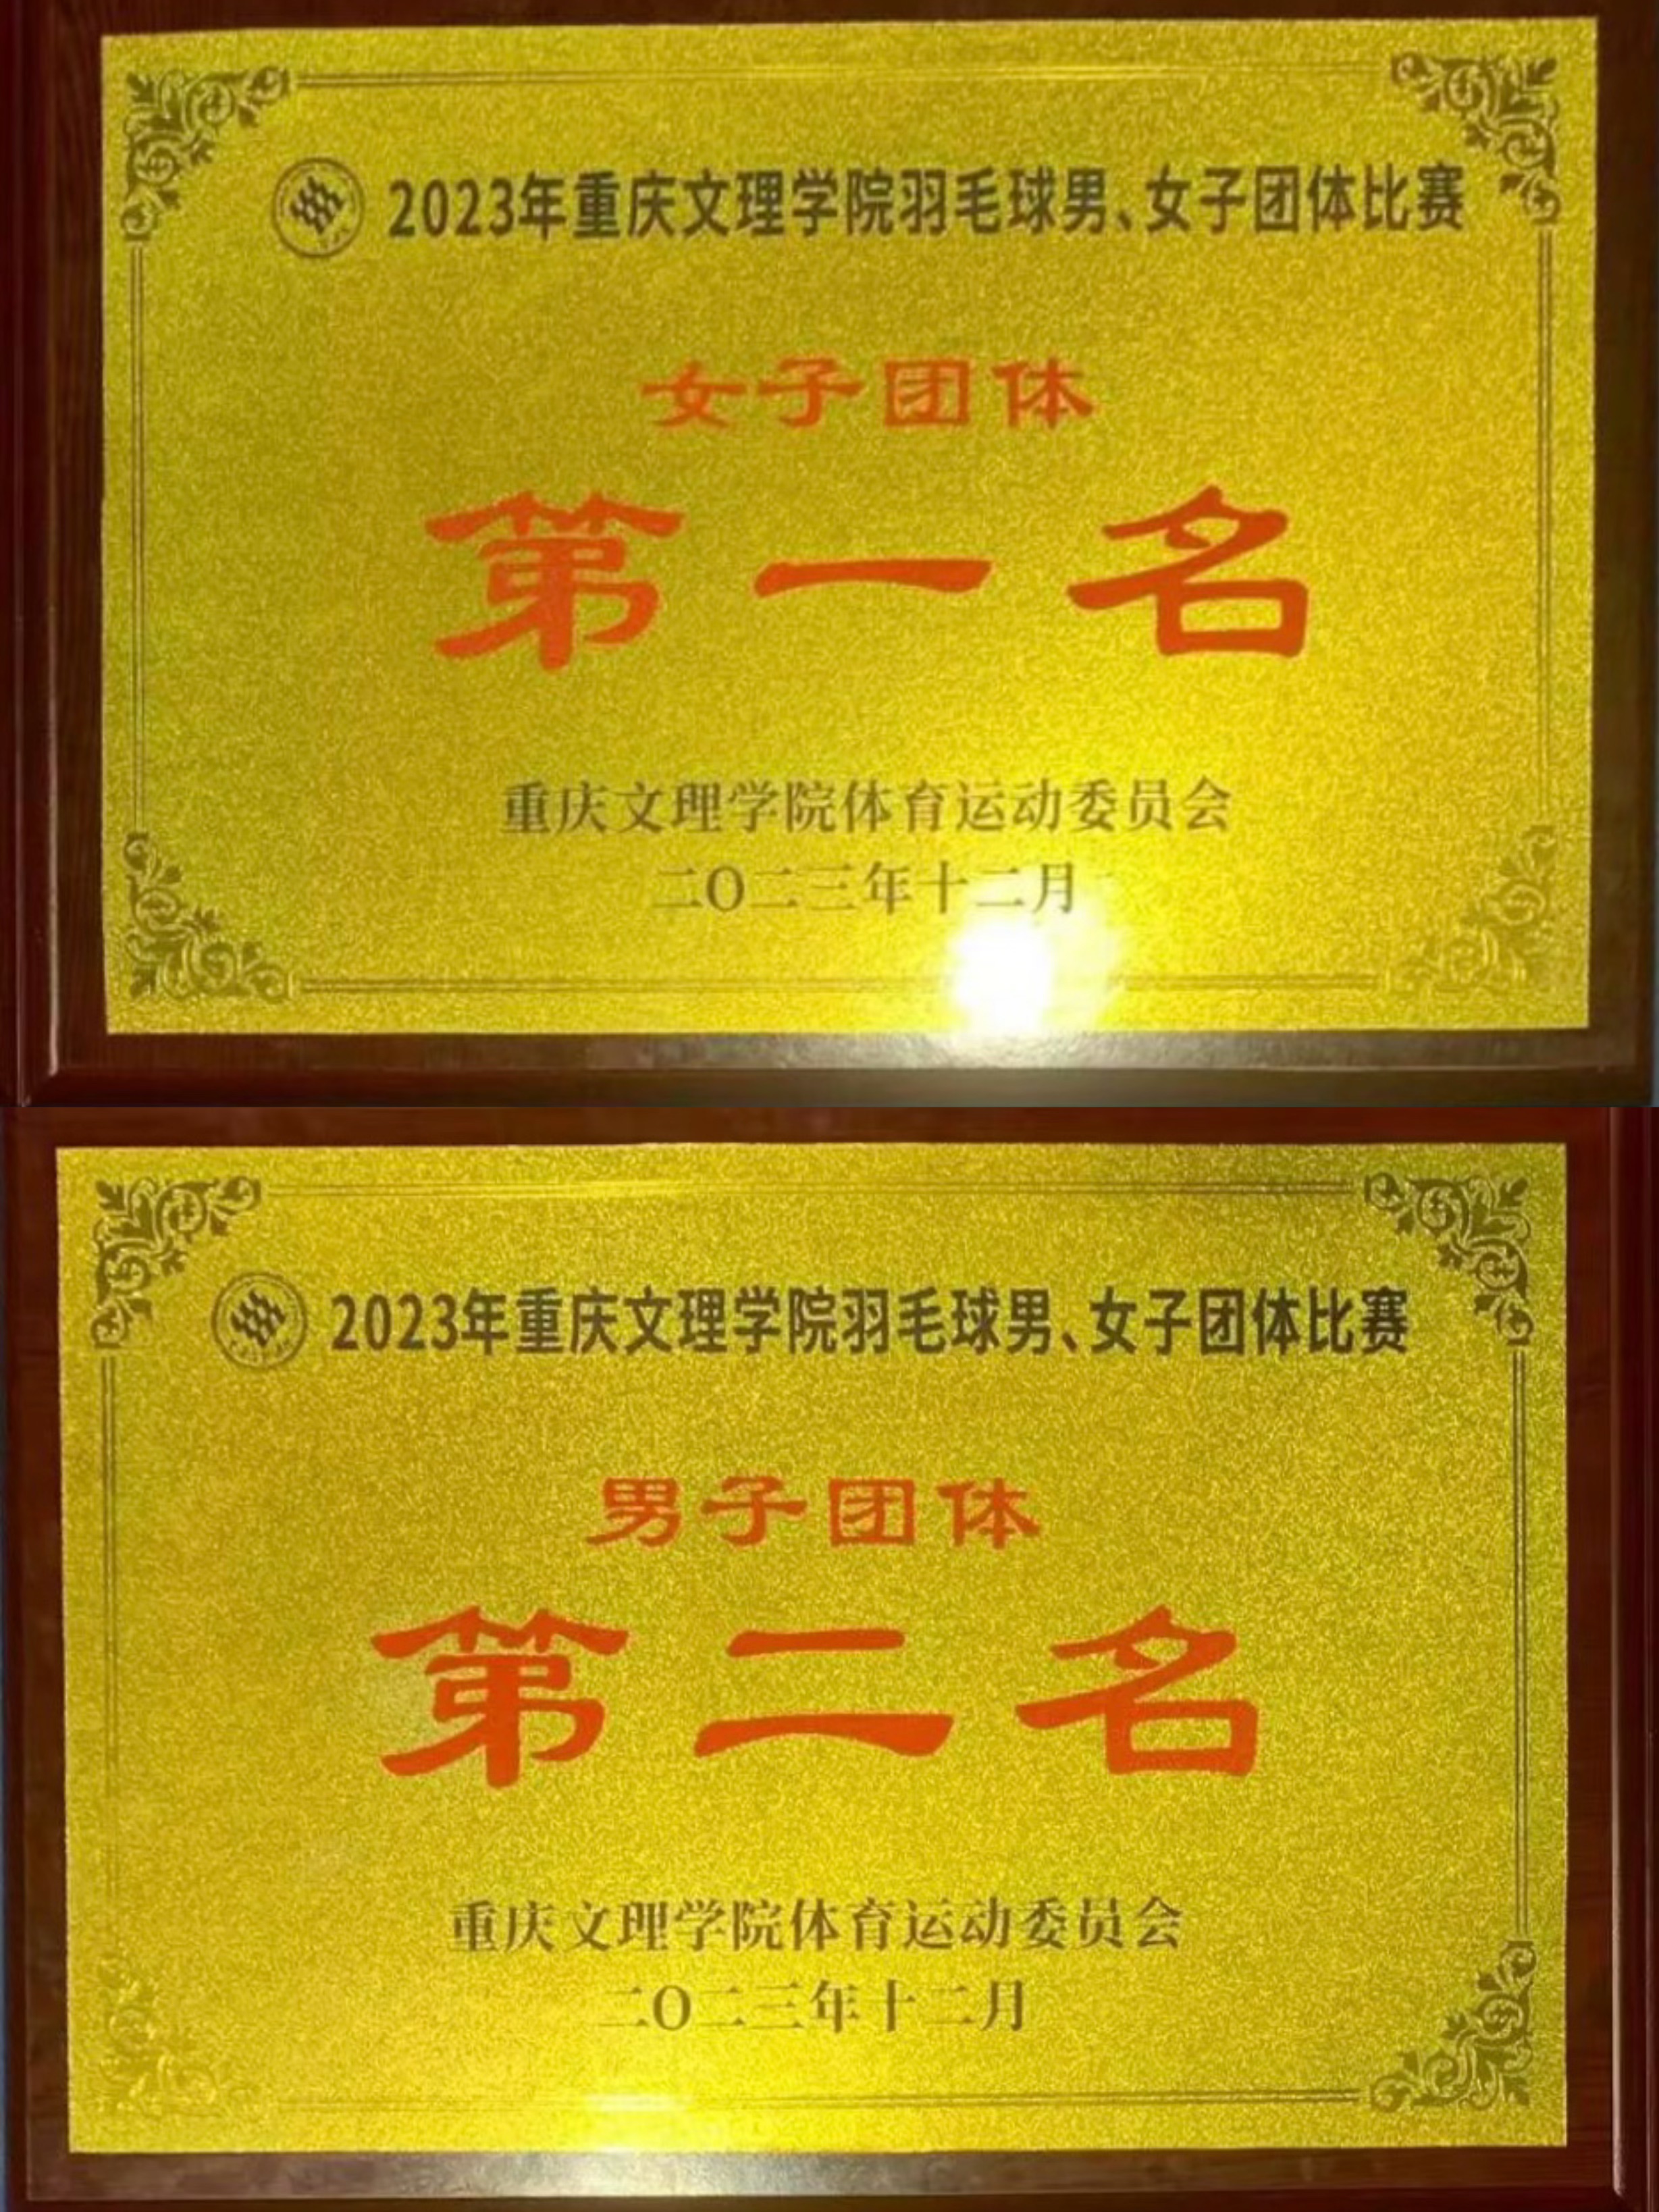 2023年重庆文理学院羽毛球男、女子团体比赛
女子团体
第一名
重庆文理学院体育运动委员会
二〇二三年十二月
2023年重庆文理学院羽毛球男、女子团体比赛
男子团体
第二名
重庆文理学院体育运动委员会
二〇二三年十二月